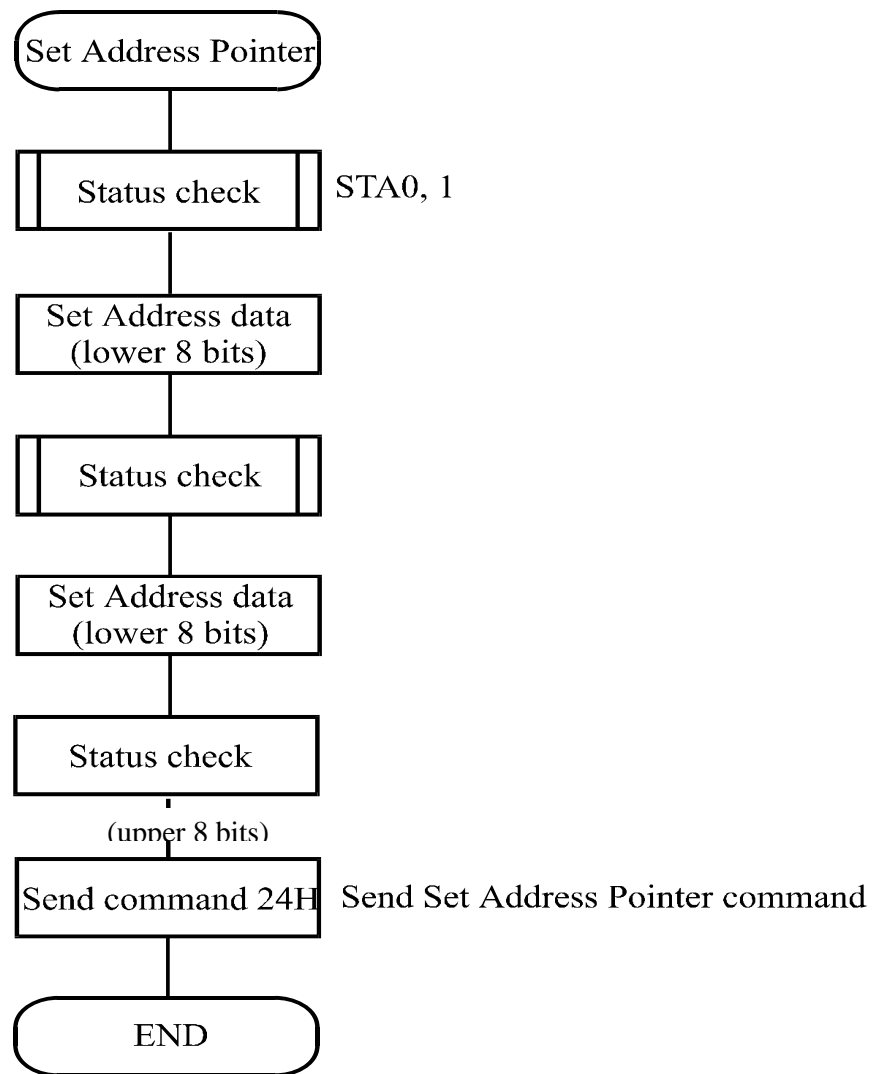 Set Address Pointer
Status check
STA0, 1
Set Address data
(lower 8 bits)
Status check
Set Address data
(lower 8 bits)
Status check
(upper 8 bits)
Send command 24H
Send Set Address Pointer command
END